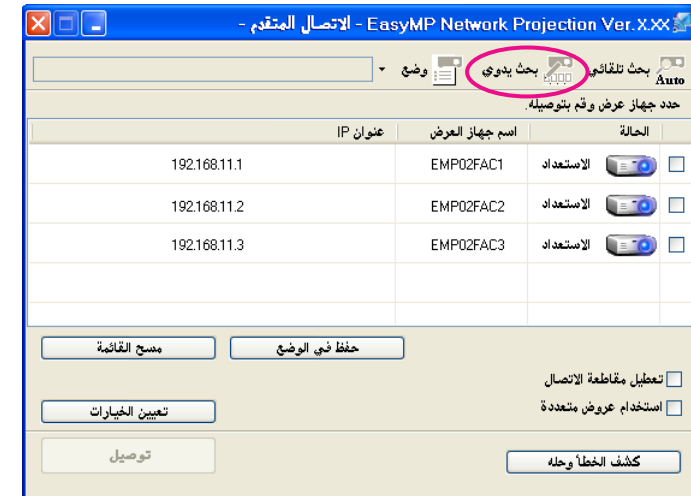 EasyMP Network Projection Ver.X.XX - الاتصال المتقدم -
Auto بحث تلقائي بحث يدوي وضع
حدد جهاز عرض وقم بتوصيله.
الحالة اسم جهاز العرض عنوان IP
الاستعداد EMP02FAC1 192.168.11.1
الاستعداد EMP02FAC2 192.168.11.2
الاستعداد EMP02FAC3 192.168.11.3
حفظ في الوضع مسح القائمة
تعطيل مقاطعة الاتصال
استخدام عروض متعددة تعيين الخيارات
كشف الخطأ وحله توصيل